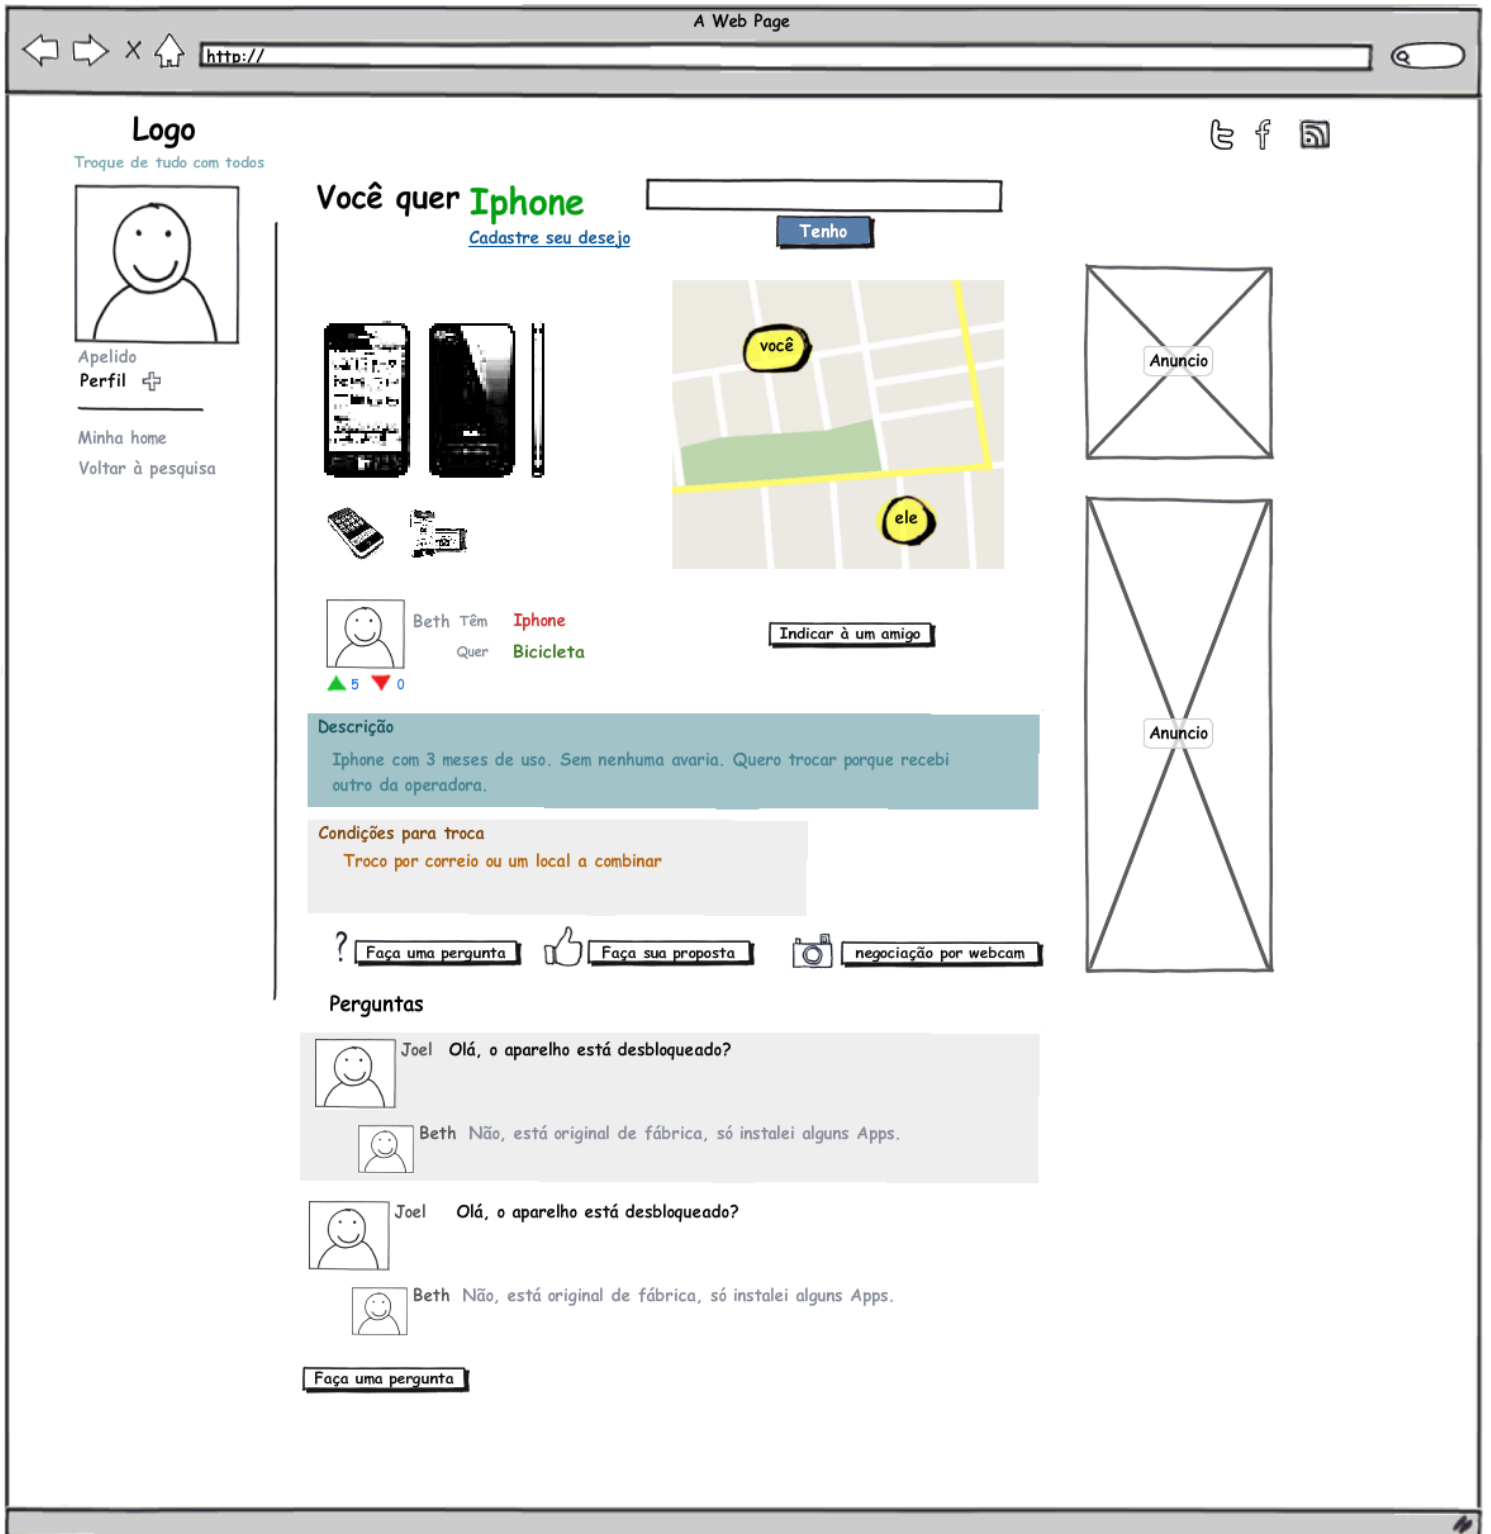 A Web Page
http://
Logo
Troque de tudo com todos
Você quer Iphone
Cadastre seu desejo
Tenho
Apelido
Perfil
Minha home
Voltar à pesquisa
você
ele
Anuncio
Beth Têm Iphone
Quer Bicicleta
5 0
Indicar à um amigo
Anuncio
Descrição
Iphone com 3 meses de uso. Sem nenhuma avaria. Quero trocar porque recebi
outro da operadora.
Condições para troca
Troco por correio ou um local a combinar
? Faça uma pergunta
Faça sua proposta
negociação por webcam
Perguntas
Joel Olá, o aparelho está desbloqueado?
Beth Não, está original de fábrica, só instalei alguns Apps.
Joel Olá, o aparelho está desbloqueado?
Beth Não, está original de fábrica, só instalei alguns Apps.
Faça uma pergunta